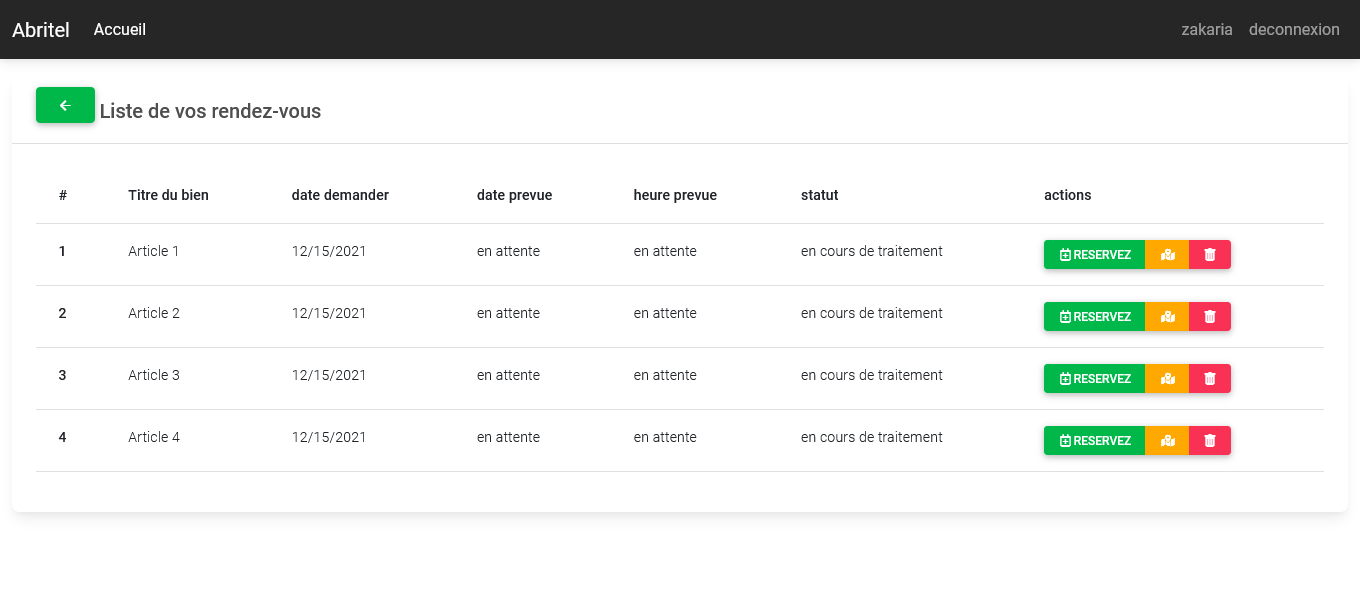 Abritel Accueil zakaria deconnexion
Liste de vos rendez-vous
# Titre du bien date demander date prevue heure prevue statut actions
1 Article 1 12/15/2021 en attente en attente en cours de traitement RESERVEZ
2 Article 2 12/15/2021 en attente en attente en cours de traitement RESERVEZ
3 Article 3 12/15/2021 en attente en attente en cours de traitement RESERVEZ
4 Article 4 12/15/2021 en attente en attente en cours de traitement RESERVEZ